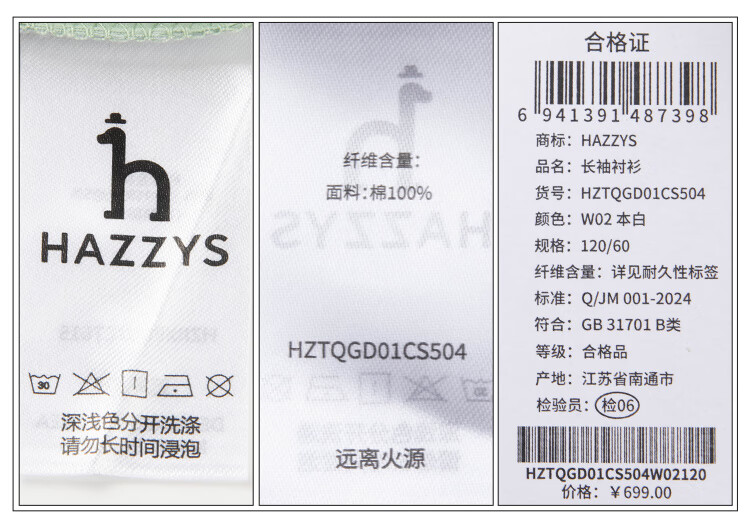 HAZZYS
30
深浅色分开洗涤
请勿长时间浸泡
纤维含量：
面料：棉100%
HZTQGD01CS504
远离火源
合格证
6 941391 487398
商标：HAZZYS
品名：长袖衬衫
货号：HZTQGD01CS504
颜色：W02 本白
规格：120/60
纤维含量：详见耐久性标签
标准：Q/JM 001-2024
符合：GB 31701 B类
等级：合格品
产地：江苏省南通市
检验员：检06
HZTQGD01CS504W02120
价格：￥699.00